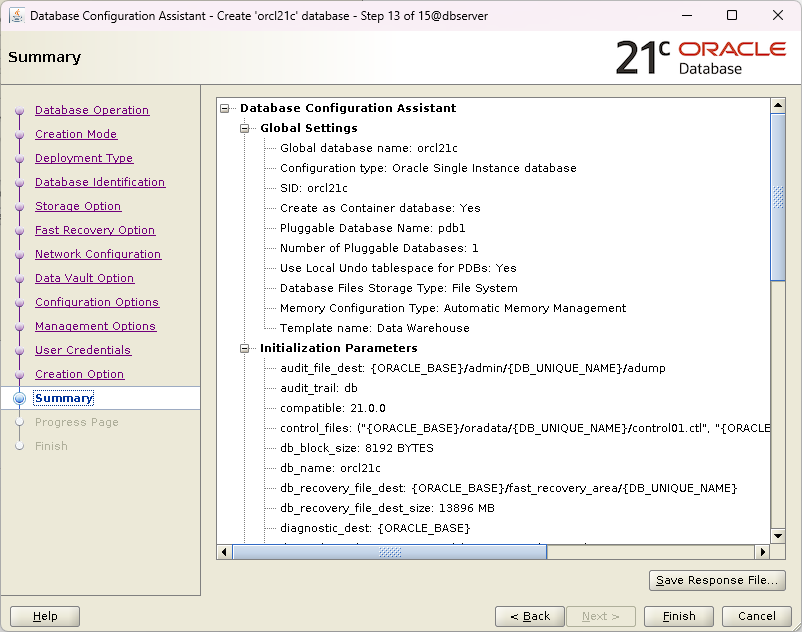 Database Configuration Assistant - Create 'orcl21c' database - Step 13 of 15@dbserver
Summary
21c ORACLE
Database
Database Operation
Creation Mode
Deployment Type
Database Identification
Storage Option
Fast Recovery Option
Network Configuration
Data Vault Option
Configuration Options
Management Options
User Credentials
Creation Option
Summary
Progress Page
Finish
Database Configuration Assistant
Global Settings
Global database name: orcl21c
Configuration type: Oracle Single Instance database
SID: orcl21c
Create as Container database: Yes
Pluggable Database Name: pdb1
Number of Pluggable Databases: 1
Use Local Undo tablespace for PDBs: Yes
Database Files Storage Type: File System
Memory Configuration Type: Automatic Memory Management
Template name: Data Warehouse
Initialization Parameters
audit_file_dest: {ORACLE_BASE}/admin/{DB_UNIQUE_NAME}/adump
audit_trail: db
compatible: 21.0.0
control_files: ("{ORACLE_BASE}/oradata/{DB_UNIQUE_NAME}/control01.ctl", "{ORACLE
db_block_size: 8192 BYTES
db_name: orcl21c
db_recovery_file_dest: {ORACLE_BASE}/fast_recovery_area/{DB_UNIQUE_NAME}
db_recovery_file_dest_size: 13896 MB
diagnostic_dest: {ORACLE_BASE}
Save Response File...
Help
< Back
Next >
Finish
Cancel